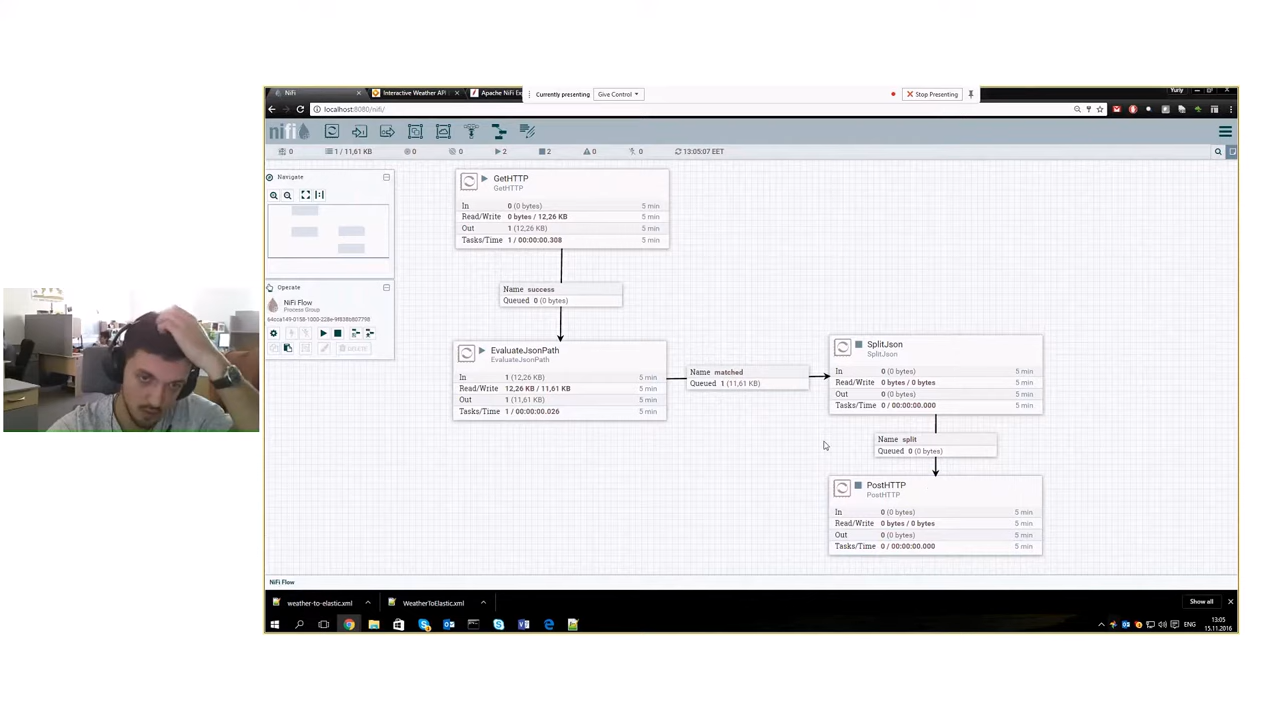 NiFi
Interactive Weather API
Apache NiFi Ex
Currently presenting
Give Control
Stop Presenting
Yuriy
localhost:8080/nifi/
nifi
0
1 / 11,61 KB
0
0
2
2
0
0
13:05:07 EET
Navigate
Operate
NiFi Flow
Process Group
64cca149-0158-1000-228e-9f838b807798
DELETE
GetHTTP
GetHTTP
In 0 (0 bytes) 5 min
Read/Write 0 bytes / 12,26 KB 5 min
Out 1 (12,26 KB) 5 min
Tasks/Time 1 / 00:00:00.308 5 min
Name success
Queued 0 (0 bytes)
EvaluateJsonPath
EvaluateJsonPath
In 1 (12,26 KB) 5 min
Read/Write 12,26 KB / 11,61 KB 5 min
Out 1 (11,61 KB) 5 min
Tasks/Time 1 / 00:00:00.026 5 min
Name matched
Queued 1 (11,61 KB)
SplitJson
SplitJson
In 0 (0 bytes) 5 min
Read/Write 0 bytes / 0 bytes 5 min
Out 0 (0 bytes) 5 min
Tasks/Time 0 / 00:00:00.000 5 min
Name split
Queued 0 (0 bytes)
PostHTTP
PostHTTP
In 0 (0 bytes) 5 min
Read/Write 0 bytes / 0 bytes 5 min
Out 0 (0 bytes) 5 min
Tasks/Time 0 / 00:00:00.000 5 min
NiFi Flow
weather-to-elastic.xml
WeatherToElastic.xml
Show all
ENG
13:05
15.11.2016